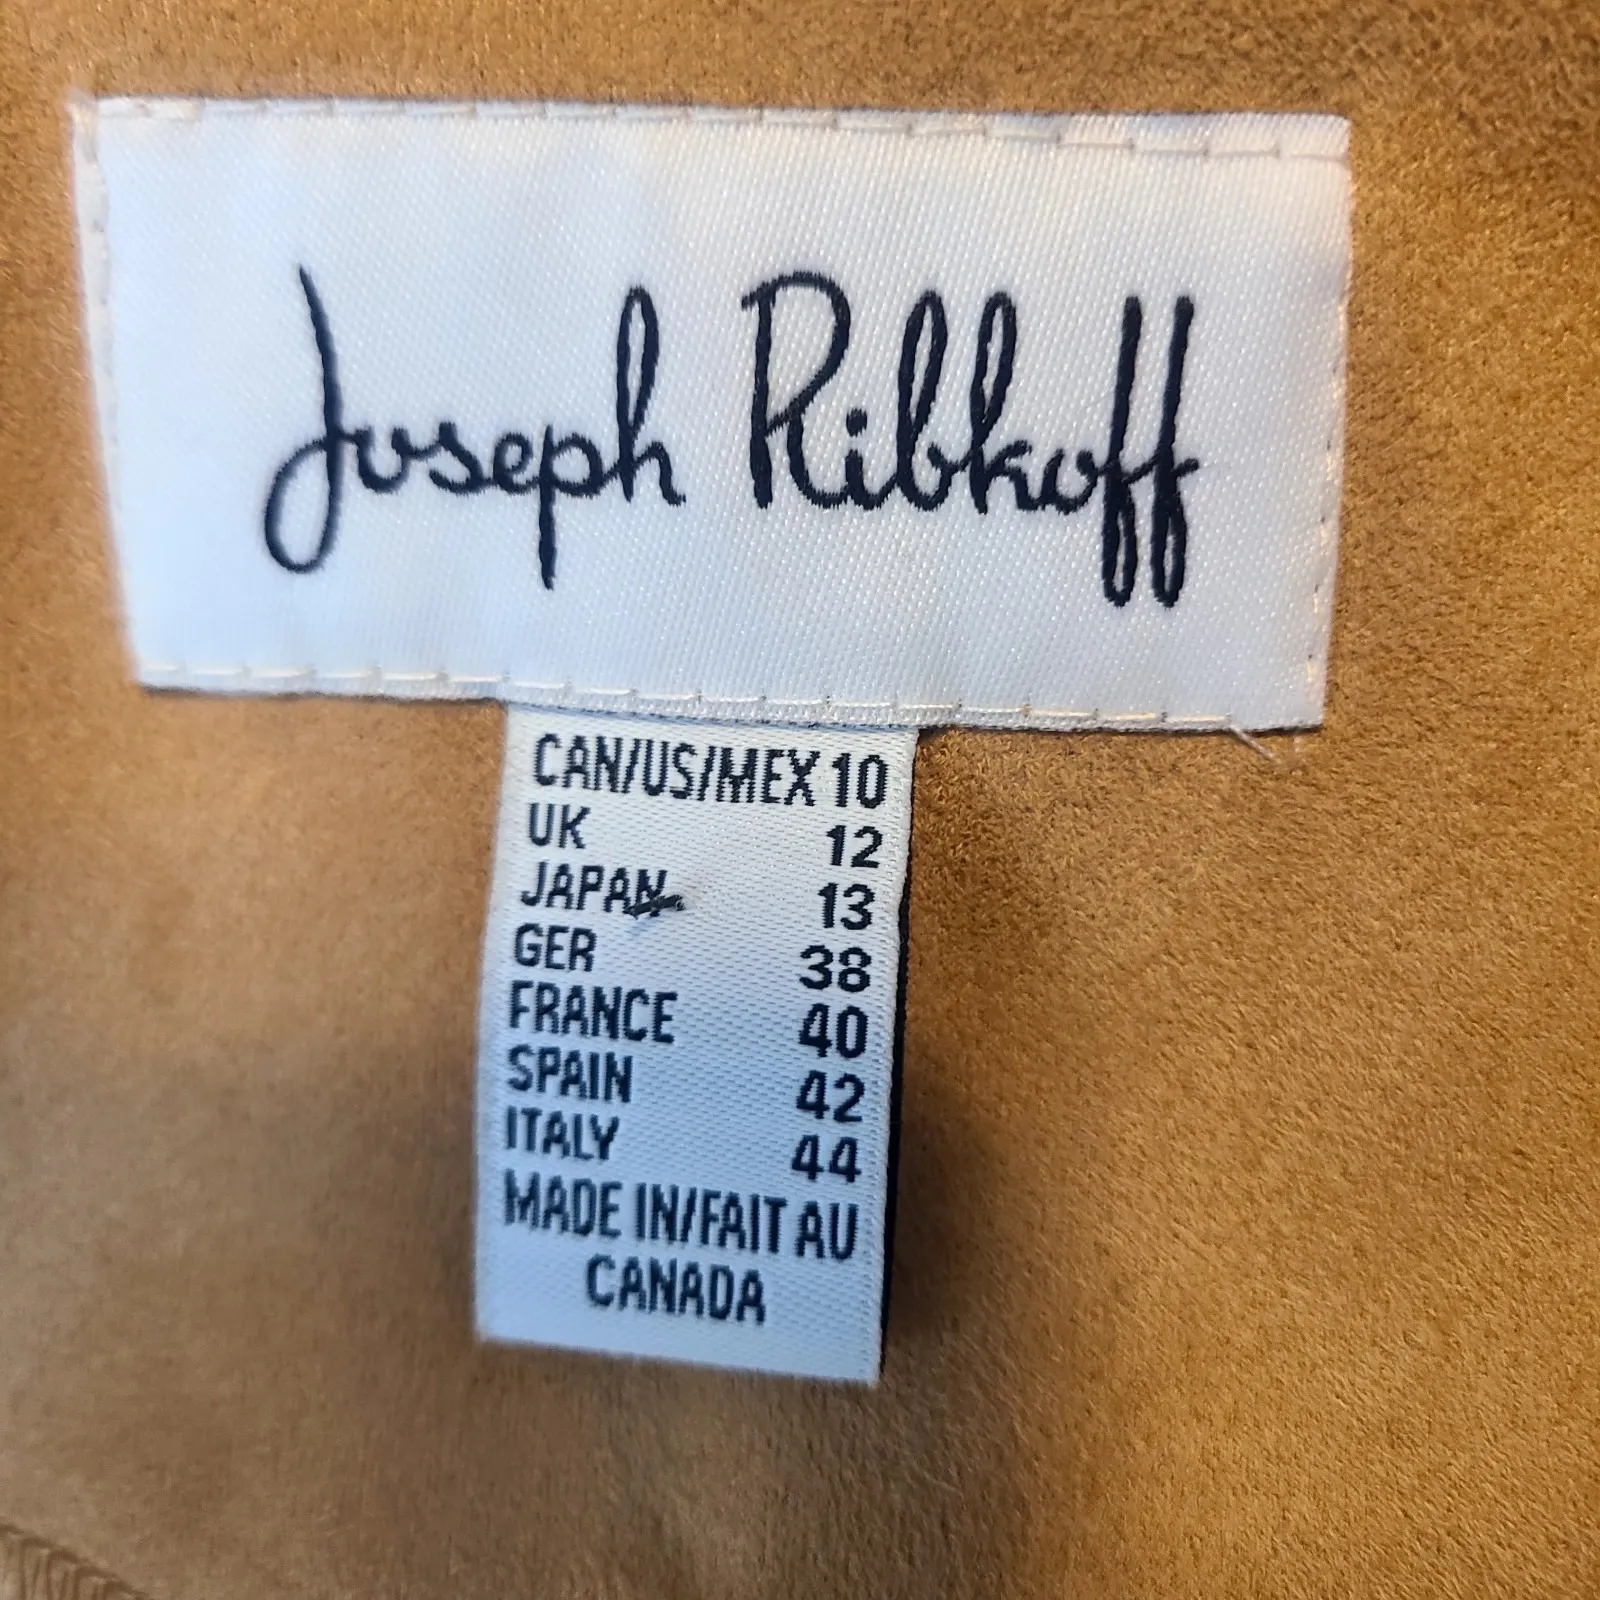 Joseph Ribkoff
CAN/US/MEX 10
UK 12
JAPAN 13
GER 38
FRANCE 40
SPAIN 42
ITALY 44
MADE IN/FAIT AU
CANADA